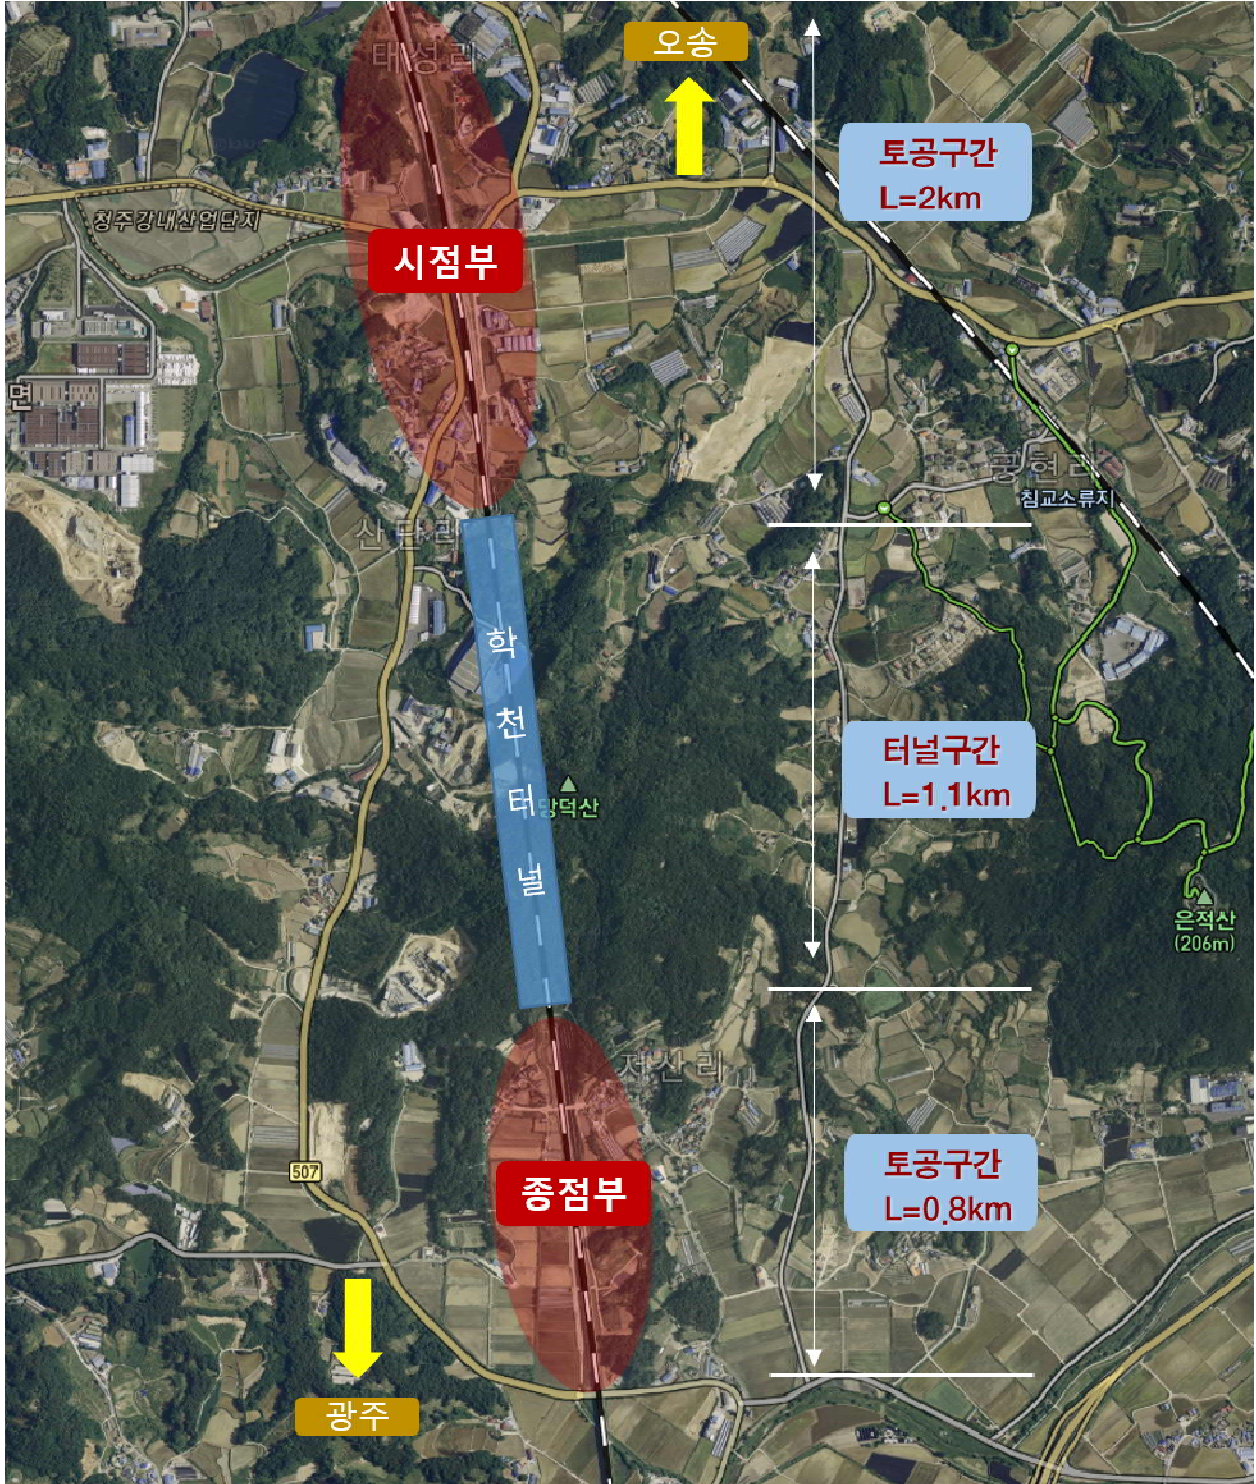 오송
태성리
토공구간
L=2km
청주강내산업단지
시점부
면
궁현리
침교소류지
산단리
학
천
터
널
망덕산
터널구간
L=1.1km
은적산
(206m)
저산리
507
종점부
토공구간
L=0.8km
광주